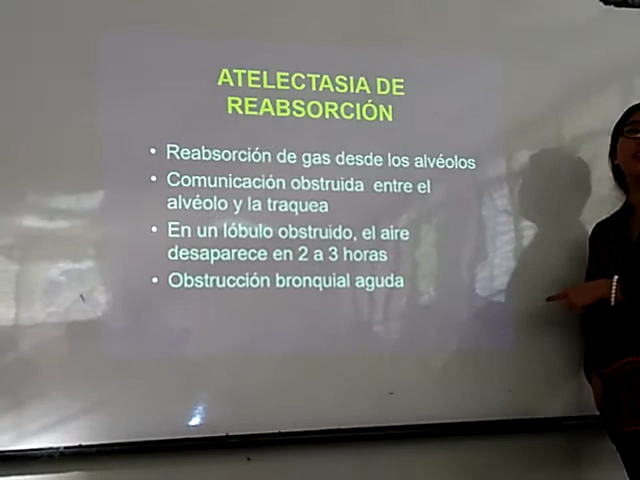 ATELECTASIA DE
REABSORCIÓN
• Reabsorción de gas desde los alvéolos
• Comunicación obstruida entre el
alvéolo y la traquea
• En un lóbulo obstruido, el aire
desaparece en 2 a 3 horas
• Obstrucción bronquial aguda